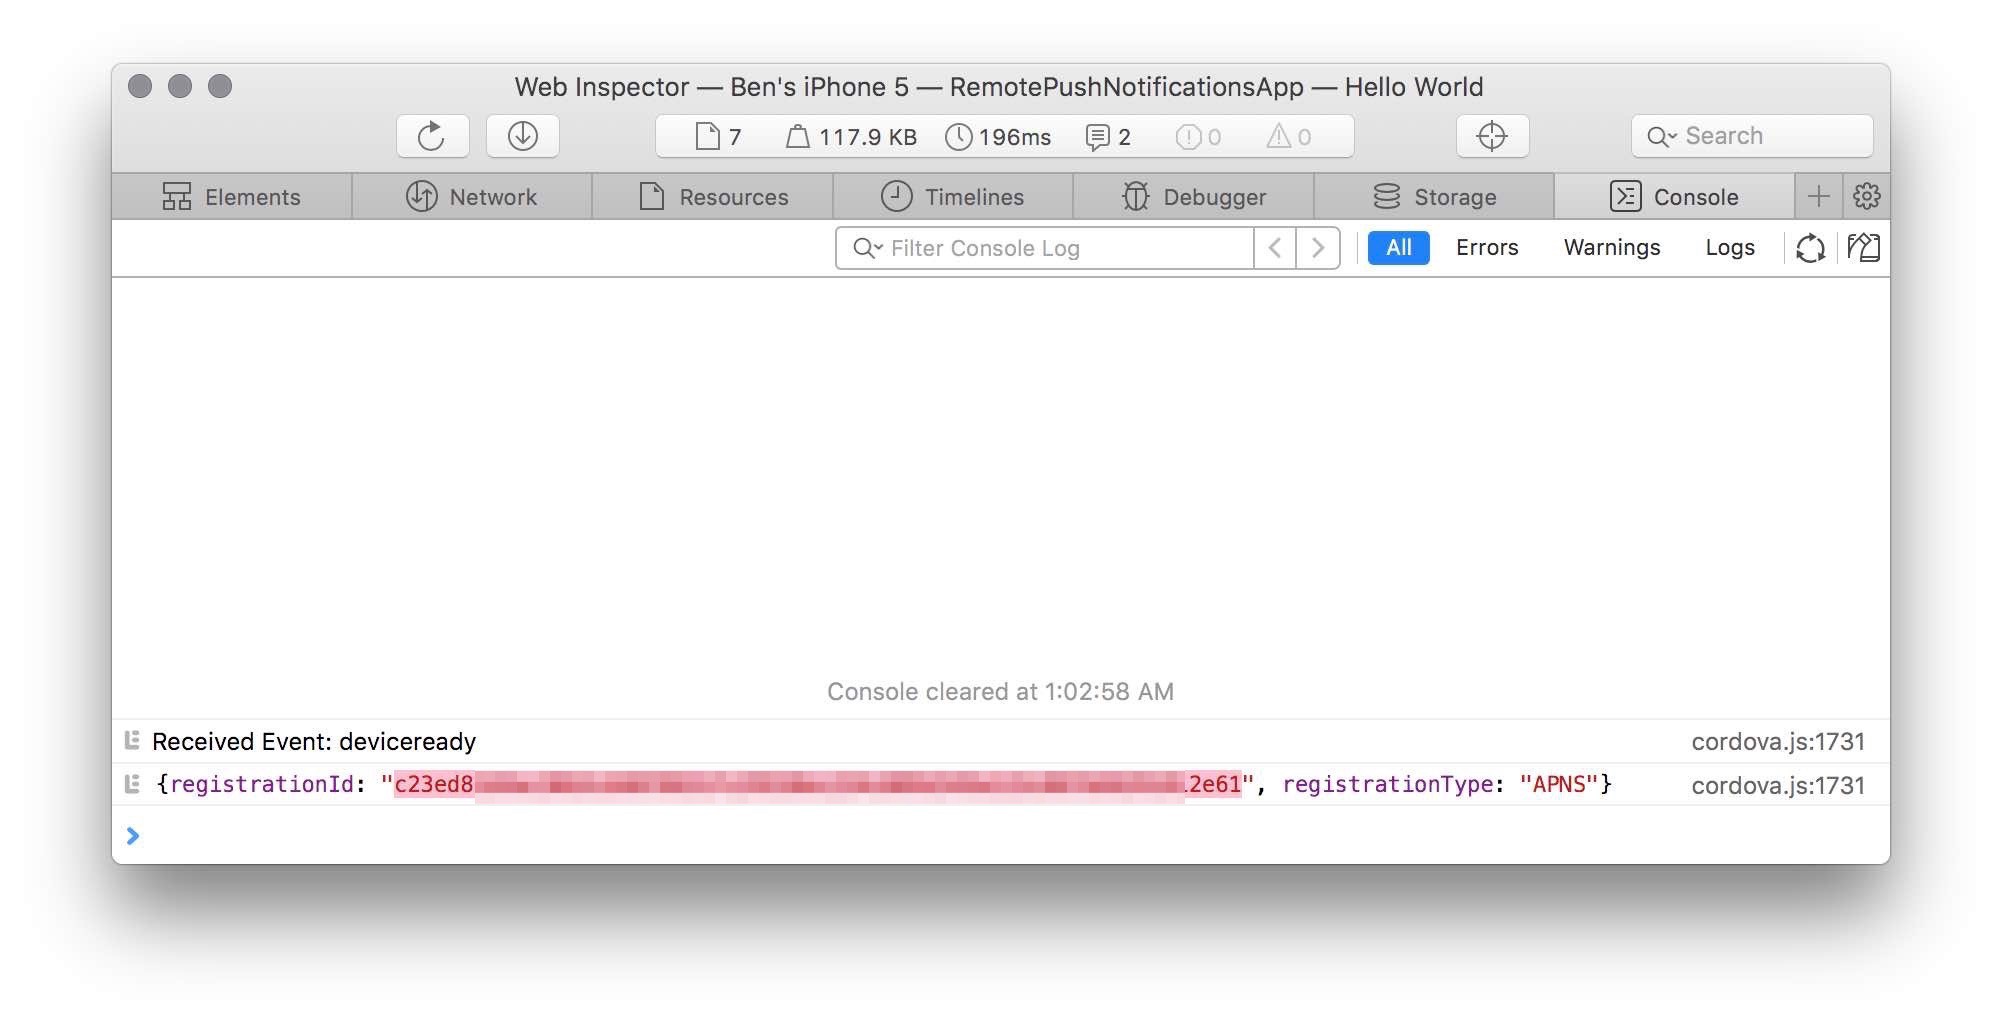 Web Inspector — Ben's iPhone 5 — RemotePushNotificationsApp — Hello World
7 117.9 KB 196ms 2 0 0 Search
Elements Network Resources Timelines Debugger Storage Console
Filter Console Log All Errors Warnings Logs
Console cleared at 1:02:58 AM
Received Event: deviceready cordova.js:1731
{registrationId: "c23ed8 2e61", registrationType: "APNS"} cordova.js:1731